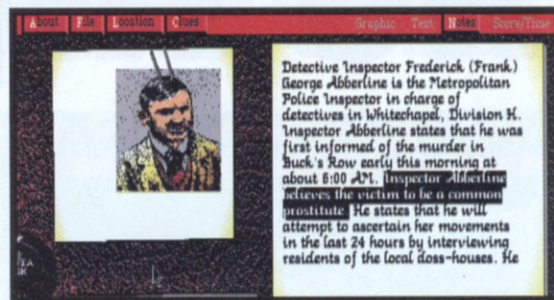 About File Location Clues Graphic Text Notes Score/Time
Detective Inspector Frederick (Frank)
George Abberline is the Metropolitan
Police Inspector in charge of
detectives in Whitechapel, Division H.
Inspector Abberline states that he was
first informed of the murder in
Buck's Row early this morning at
about 6:00 AM. Inspector Abberline
believes the victim to be a common
prostitute. He states that he will
attempt to ascertain her movements
in the last 24 hours by interviewing
residents of the local doss-houses. He